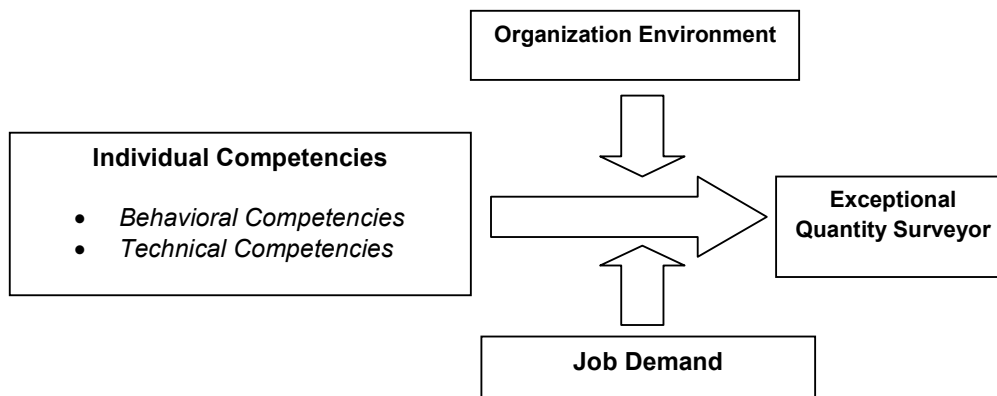 Organization Environment
Individual Competencies
• Behavioral Competencies
• Technical Competencies
Exceptional
Quantity Surveyor
Job Demand